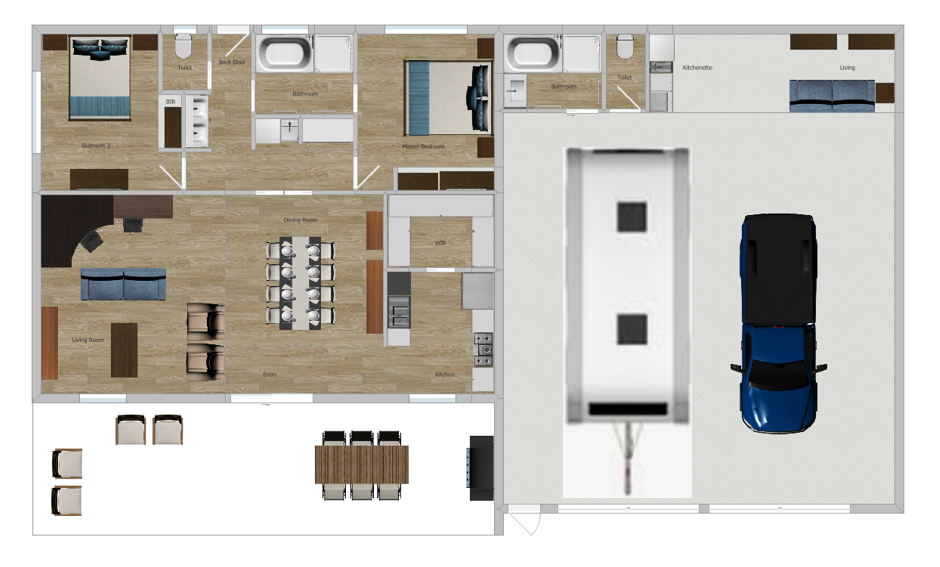 Toilet
Back Door
BIR
Bathroom
Bedroom 2
Master Bedroom
Bathroom
Toilet
Kitchenette
Living
Dining Room
WIP
Living Room
Entry
Kitchen